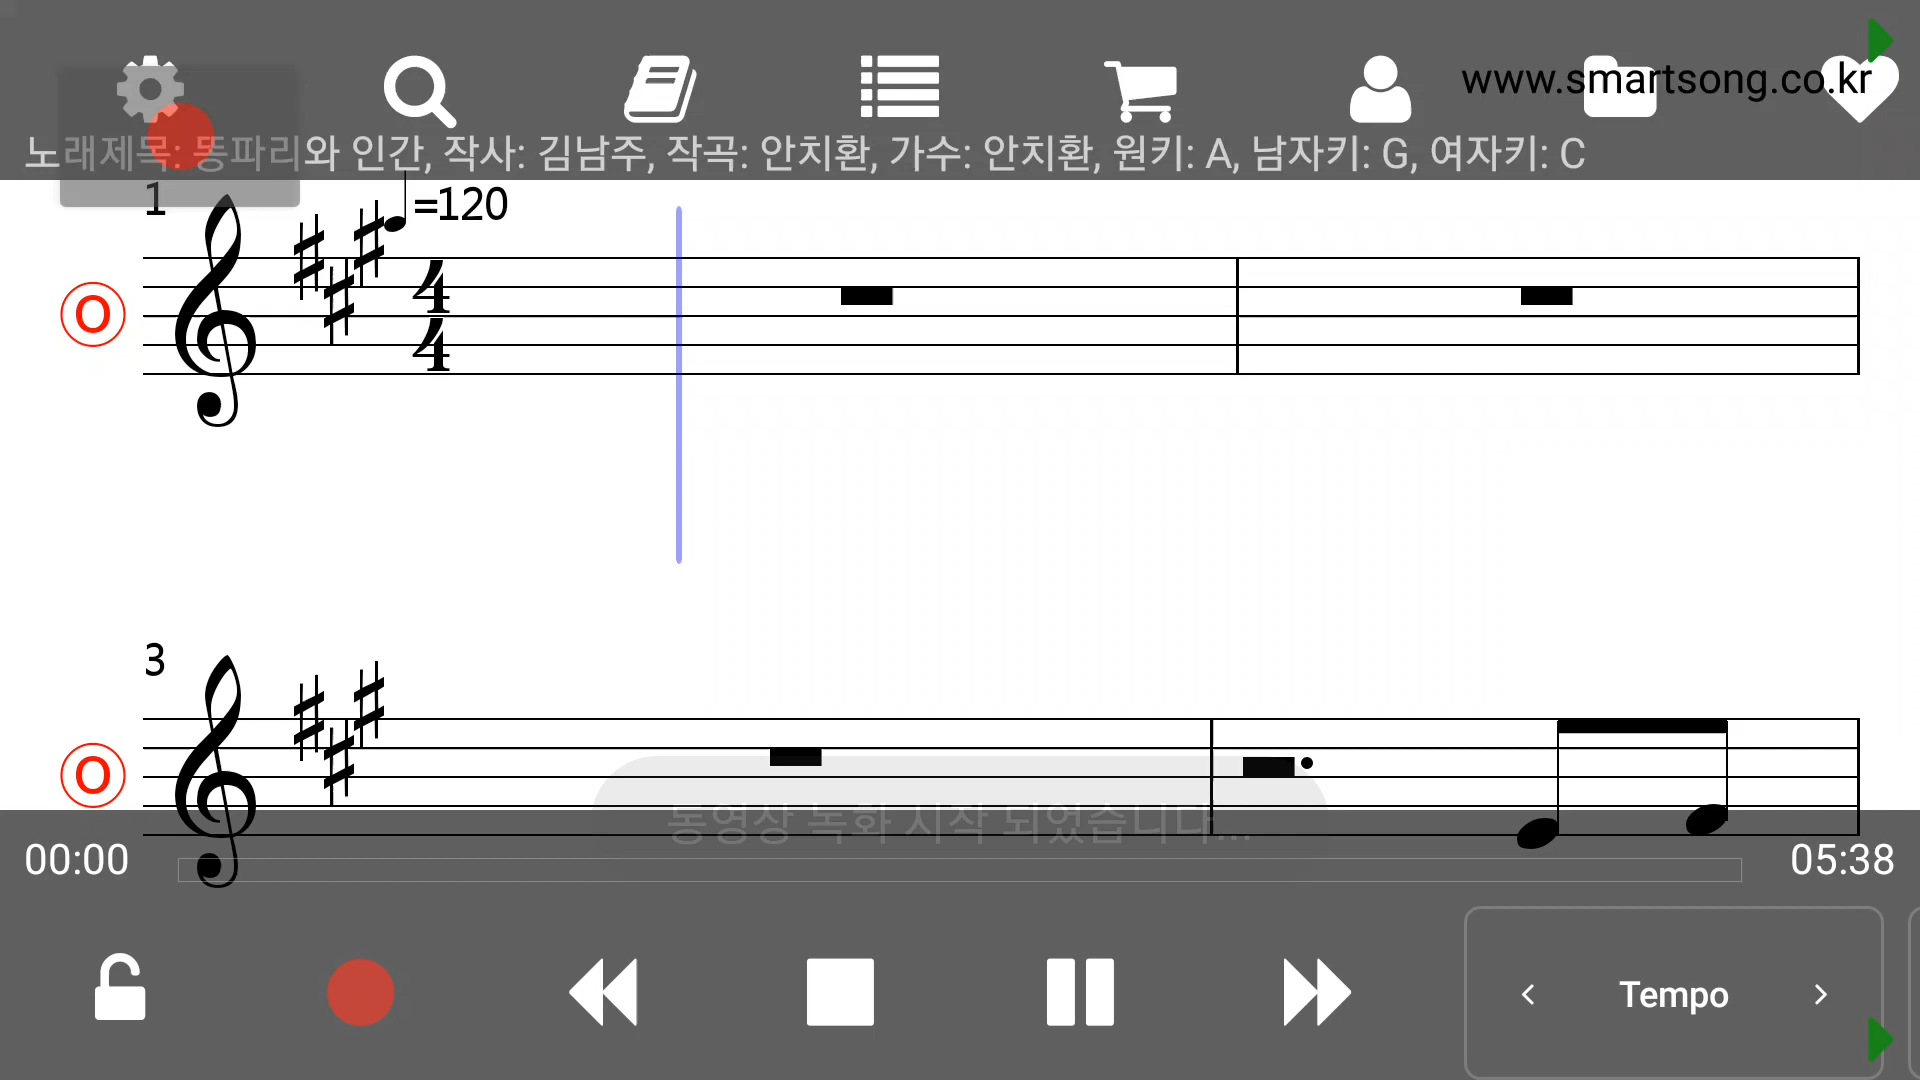 www.smartsong.co.kr
노래제목: 똥파리와 인간, 작사: 김남주, 작곡: 안치환, 가수: 안치환, 원키: A, 남자키: G, 여자키: C
1
=120
O
4
4
3
O
동영상 녹화 시작 되었습니다...
00:00
05:38
Tempo